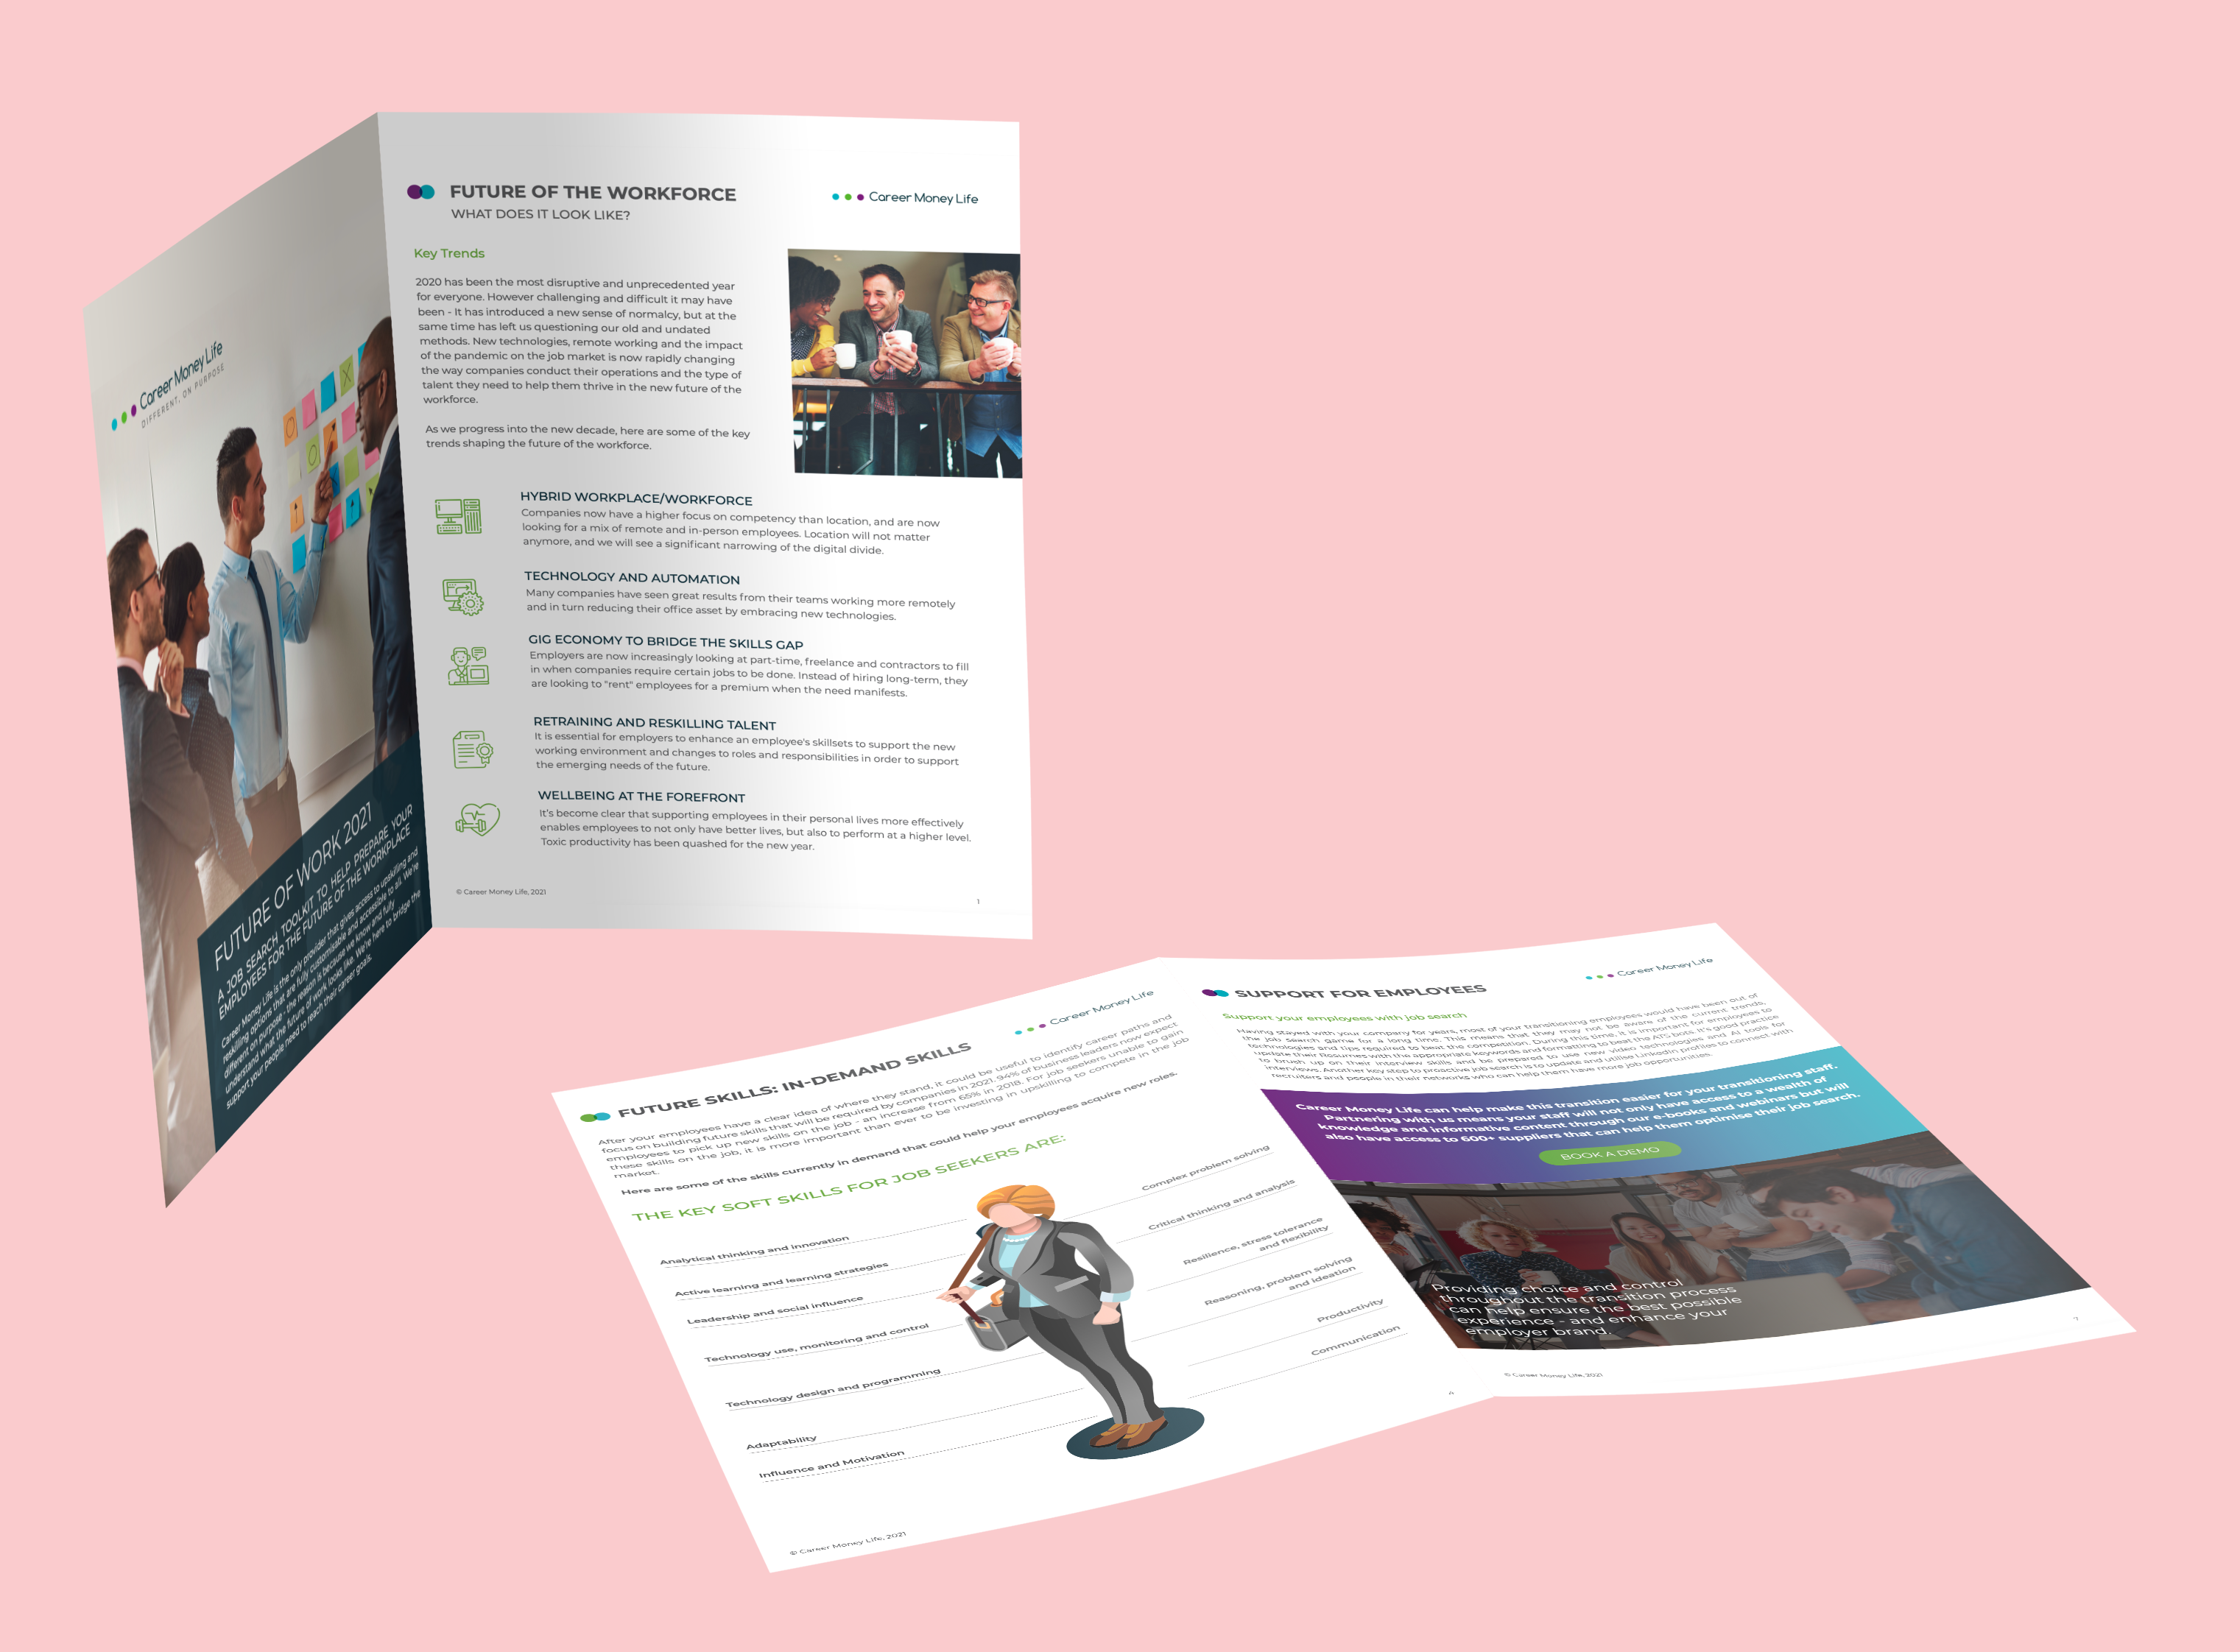 Career Money Life
DIFFERENT, ON PURPOSE
FUTURE OF WORK 2021
A JOB SEARCH TOOLKIT TO HELP PREPARE YOUR
EMPLOYEES FOR THE FUTURE OF THE WORKPLACE
Career Money Life is the only provider that gives access to upskilling and
reskilling options that are fully customisable and accessible to all. We're
different on purpose - the reason is because we know and fully
understand what the future of work looks like. We're here to bridge the
support your people need to reach their career goals.
FUTURE OF THE WORKFORCE
WHAT DOES IT LOOK LIKE?
Career Money Life
Key Trends
2020 has been the most disruptive and unprecedented year
for everyone. However challenging and difficult it may have
been - It has introduced a new sense of normalcy, but at the
same time has left us questioning our old and undated
methods. New technologies, remote working and the impact
of the pandemic on the job market is now rapidly changing
the way companies conduct their operations and the type of
talent they need to help them thrive in the new future of the
workforce.
As we progress into the new decade, here are some of the key
trends shaping the future of the workforce.
HYBRID WORKPLACE/WORKFORCE
Companies now have a higher focus on competency than location, and are now
looking for a mix of remote and in-person employees. Location will not matter
anymore, and we will see a significant narrowing of the digital divide.
TECHNOLOGY AND AUTOMATION
Many companies have seen great results from their teams working more remotely
and in turn reducing their office asset by embracing new technologies.
GIG ECONOMY TO BRIDGE THE SKILLS GAP
Employers are now increasingly looking at part-time, freelance and contractors to fill
in when companies require certain jobs to be done. Instead of hiring long-term, they
are looking to "rent" employees for a premium when the need manifests.
RETRAINING AND RESKILLING TALENT
It is essential for employers to enhance an employee's skillsets to support the new
working environment and changes to roles and responsibilities in order to support
the emerging needs of the future.
WELLBEING AT THE FOREFRONT
It's become clear that supporting employees in their personal lives more effectively
enables employees to not only have better lives, but also to perform at a higher level.
Toxic productivity has been quashed for the new year.
© Career Money Life, 2021
1
Career Money Life
FUTURE SKILLS: IN-DEMAND SKILLS
After your employees have a clear idea of where they stand, it could be useful to identify career paths and
focus on building future skills that will be required by companies in 2021. 94% of business leaders now expect
employees to pick up new skills on the job - an increase from 65% in 2018. For job seekers unable to gain
these skills on the job, it is more important than ever to be investing in upskilling to compete in the job
market.
Here are some of the skills currently in demand that could help your employees acquire new roles.
THE KEY SOFT SKILLS FOR JOB SEEKERS ARE:
Analytical thinking and innovation
Active learning and learning strategies
Leadership and social influence
Technology use, monitoring and control
Technology design and programming
Adaptability
Influence and Motivation
Complex problem solving
Critical thinking and analysis
Resilience, stress tolerance
and flexibility
Reasoning, problem solving
and ideation
Productivity
Communication
© Career Money Life, 2021
SUPPORT FOR EMPLOYEES
Career Money Life
Support your employees with job search
Having stayed with your company for years, most of your transitioning employees would have been out of
the job search game for a long time. This means that they may not be aware of the current trends,
technologies and tips required to beat the competition. During this time, it is important for employees to
update their Resumes with the appropriate keywords and formatting to beat the ATS bots. It's good practice
to brush up on their interview skills and be prepared to use new video technologies and AI tools for
interviews. Another key step to proactive job search is to update and utilise LinkedIn profiles to connect with
recruiters and people in their networks who can help them have more job opportunities.
Career Money Life can help make this transition easier for your transitioning staff.
Partnering with us means your staff will not only have access to a wealth of
knowledge and informative content through our e-books and webinars but will
also have access to 600+ suppliers that can help them optimise their job search.
BOOK A DEMO
Providing choice and control
throughout the transition process
can help ensure the best possible
experience - and enhance your
employer brand.
© Career Money Life, 2021
7